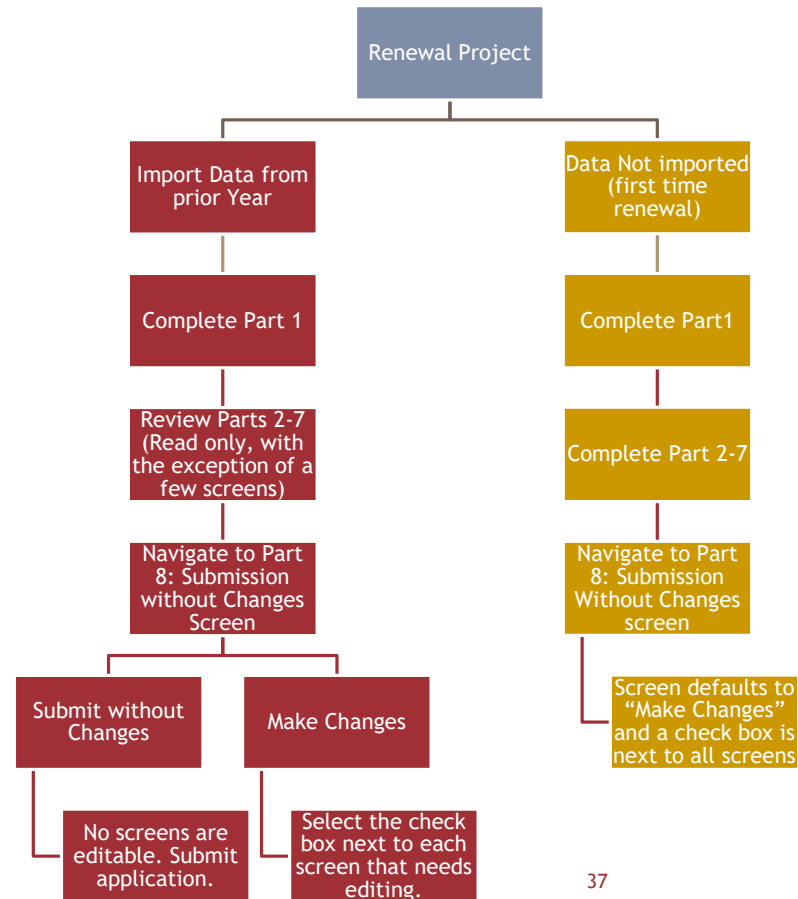 Renewal Project
Import Data from
prior Year
Data Not imported
(first time
renewal)
Complete Part 1
Complete Part1
Review Parts 2-7
(Read only, with
the exception of a
few screens)
Complete Part 2-7
Navigate to Part
8: Submission
without Changes
Screen
Navigate to Part
8: Submission
Without Changes
screen
Submit without
Changes
Make Changes
Screen defaults to
“Make Changes”
and a check box is
next to all screens
No screens are
editable. Submit
application.
Select the check
box next to each
screen that needs
editing.
37